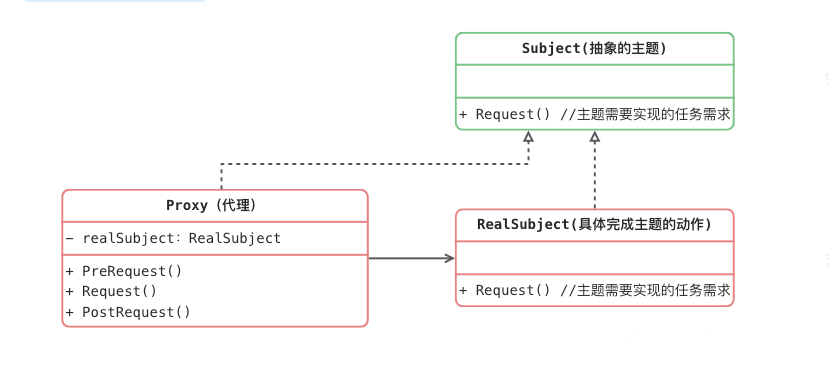 Subject(抽象的主题)
+ Request() //主题需要实现的任务需求
Proxy (代理)
- realSubject: RealSubject
+ PreRequest()
+ Request()
+ PostRequest()
RealSubject(具体完成主题的动作)
+ Request() //主题需要实现的任务需求